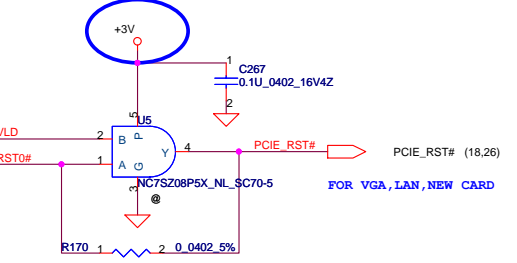 +3V
1
C267
0.1U_0402_16V4Z
2
5
U5
/LD
2
B
P
Y
4
PCIE_RST#
PCIE_RST# (18,26)
RST0#
1
A
G
3
NC7SZ08P5X_NL_SC70-5
FOR VGA,LAN,NEW CARD
@
R170 1 2 0_0402_5%